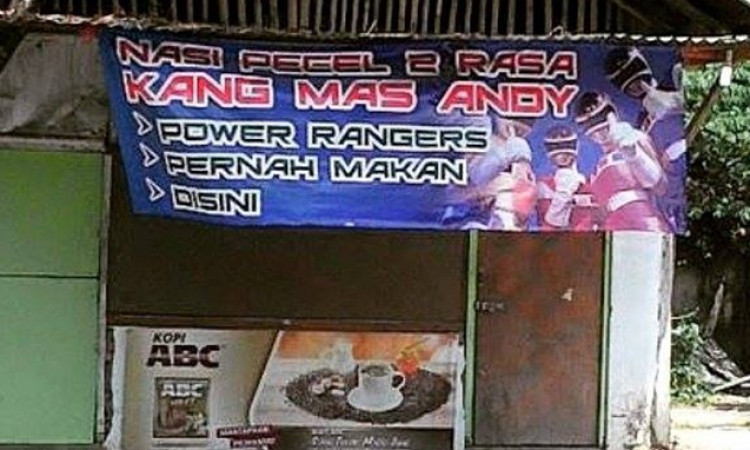 NASI PECEL 2 RASA
KANG MAS ANDY
> POWER RANGERS
> PERNAH MAKAN
> DISINI
KOPI
ABC
ABC